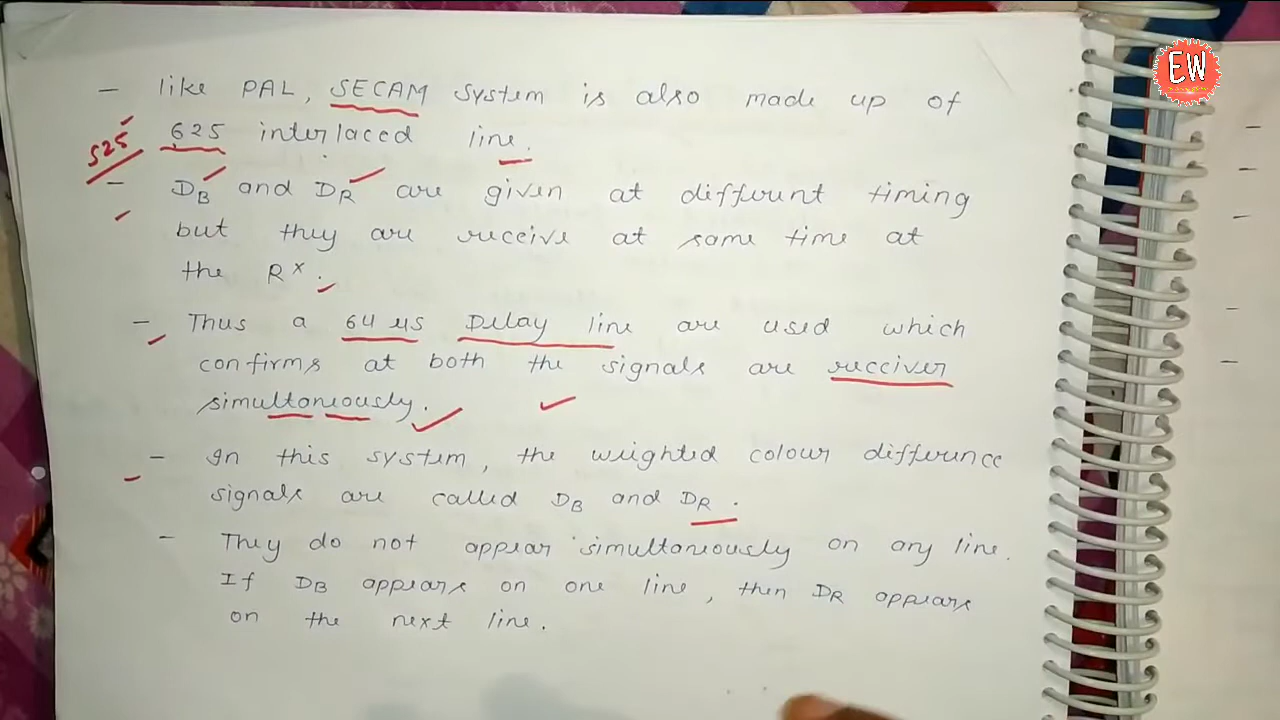 - like PAL, SECAM system is also made up of
625 interlaced line.
525
- DB and DR are given at different timing
but they are receive at same time at
the Rx.
- Thus a 64 us Delay line are used which
confirms at both the signals are receiver
simultaneously.
- In this system, the weighted colour difference
signals are called DB and DR.
- They do not appear simultaneously on any line.
If DB appears on one line, then DR appears
on the next line.
EW